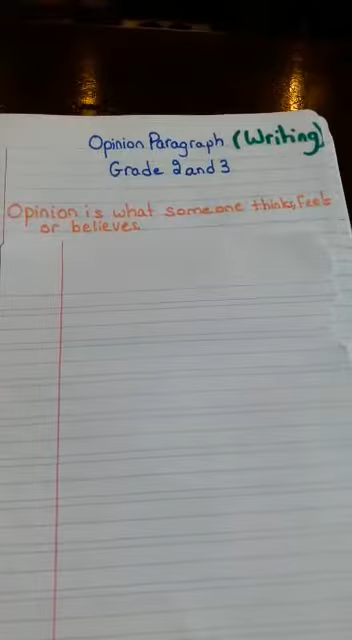 Opinion Paragraph (Writing)
Grade 2 and 3
Opinion is what someone thinks, feels
or believes.